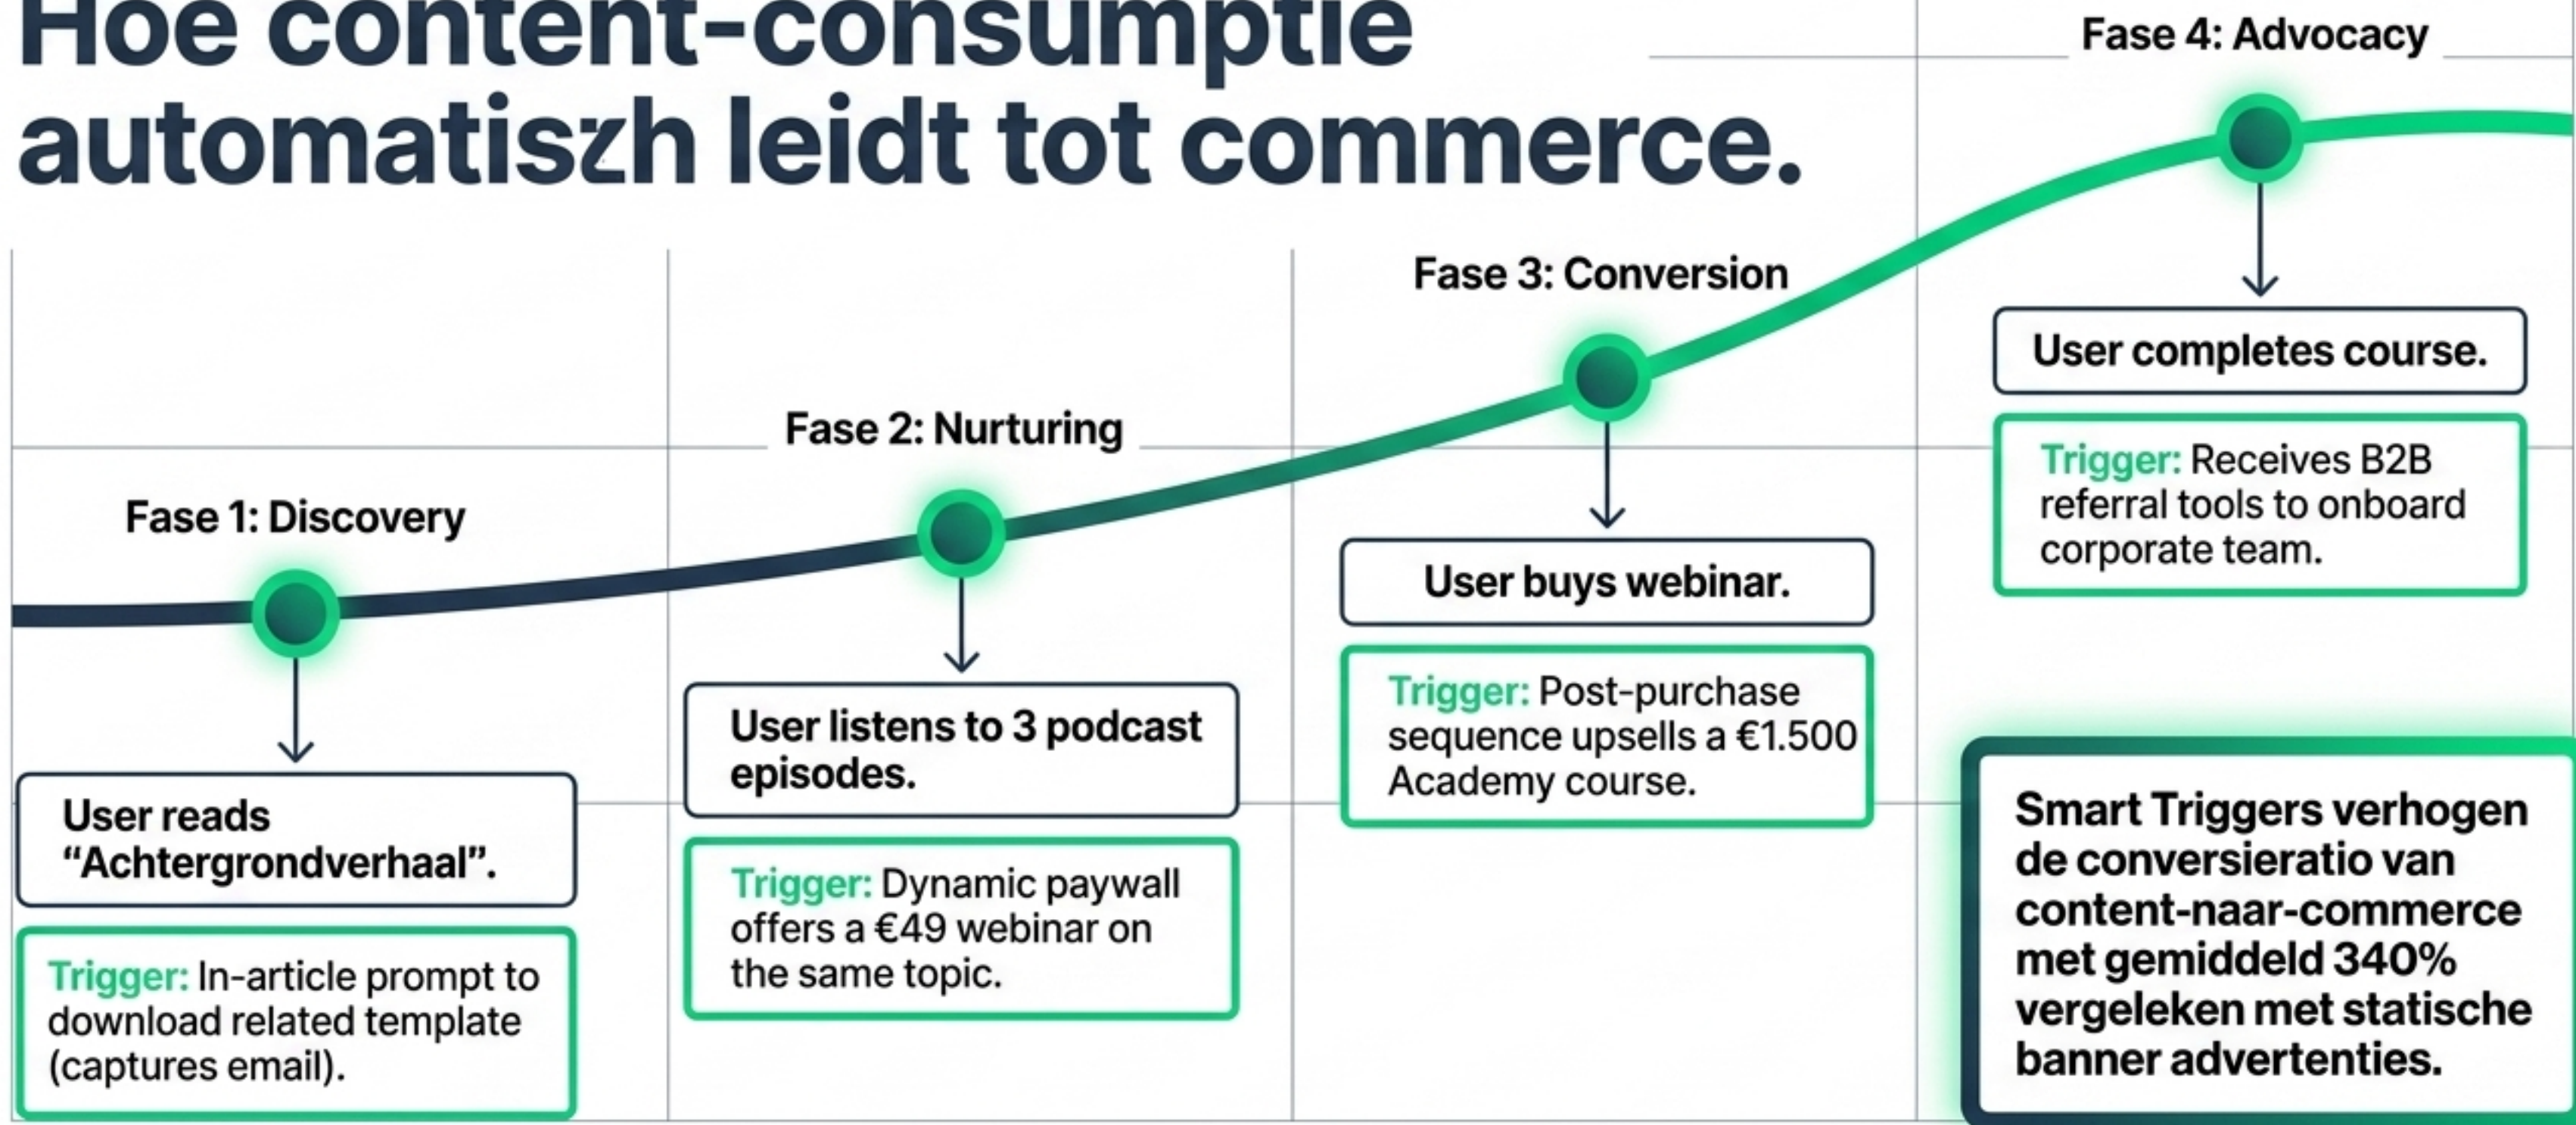 Hoe content-consumptie
automatiszh leidt tot commerce.
Fase 1: Discovery
User reads
“Achtergrondverhaal”.
Trigger: In-article prompt to
download related template
(captures email).
Fase 2: Nurturing
User listens to 3 podcast
episodes.
Trigger: Dynamic paywall
offers a €49 webinar on
the same topic.
Fase 3: Conversion
User buys webinar.
Trigger: Post-purchase
sequence upsells a €1.500
Academy course.
Fase 4: Advocacy
User completes course.
Trigger: Receives B2B
referral tools to onboard
corporate team.
Smart Triggers verhogen
de conversieratio van
content-naar-commerce
met gemiddeld 340%
vergeleken met statische
banner advertenties.